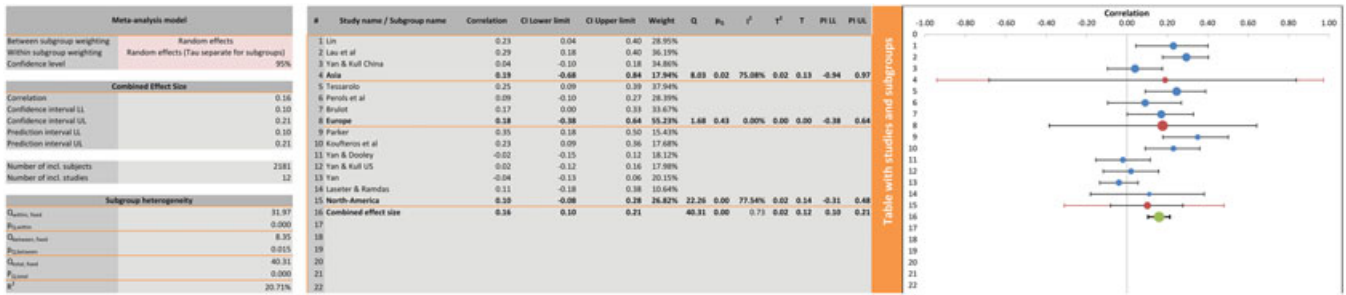 Meta-analysis model
Between subgroup weighting Random effects
Within subgroup weighting Random effects (Tau separate for subgroups)
Confidence level 95%
Combined Effect Size
Correlation 0.16
Confidence interval LL 0.10
Confidence interval UL 0.21
Prediction interval LL 0.10
Prediction interval UL 0.21
Number of incl. subjects 2181
Number of incl. studies 12
Subgroup heterogeneity
Qwithin, fixed 31.97
pQ,within 0.000
Qbetween, fixed 8.35
pQ,between 0.015
Qtotal, fixed 40.31
PQ,total 0.000
R² 20.71%
# Study name / Subgroup name Correlation CI Lower limit CI Upper limit Weight Q pQ I² T² T PI LL PI UL
1 Lin 0.23 0.04 0.40 28.95%
2 Lau et al 0.29 0.18 0.40 36.19%
3 Yan & Kull China 0.04 -0.10 0.18 34.86%
4 Asia 0.19 -0.68 0.84 17.94% 8.03 0.02 75.08% 0.02 0.13 -0.94 0.97
5 Tessarolo 0.25 0.09 0.39 37.94%
6 Perols et al 0.09 -0.10 0.27 28.39%
7 Brulot 0.17 0.00 0.33 33.67%
8 Europe 0.18 -0.38 0.64 55.23% 1.68 0.43 0.00% 0.00 0.00 -0.38 0.64
9 Parker 0.35 0.18 0.50 15.43%
10 Koufteros et al 0.23 0.09 0.36 17.68%
11 Yan & Dooley -0.02 -0.15 0.12 18.12%
12 Yan & Kull US 0.02 -0.12 0.16 17.98%
13 Yan -0.04 -0.13 0.06 20.15%
14 Laseter & Ramdas 0.11 -0.18 0.38 10.64%
15 North-America 0.10 -0.08 0.28 26.82% 22.26 0.00 77.54% 0.02 0.14 -0.31 0.48
16 Combined effect size 0.16 0.10 0.21 40.31 0.00 0.73 0.02 0.12 0.10 0.21
17
18
19
20
21
22
Table with studies and subgroups
Correlation
-1.00 -0.80 -0.60 -0.40 -0.20 0.00 0.20 0.40 0.60 0.80 1.00
0
1
2
3
4
5
6
7
8
9
10
11
12
13
14
15
16
17
18
19
20
21
22